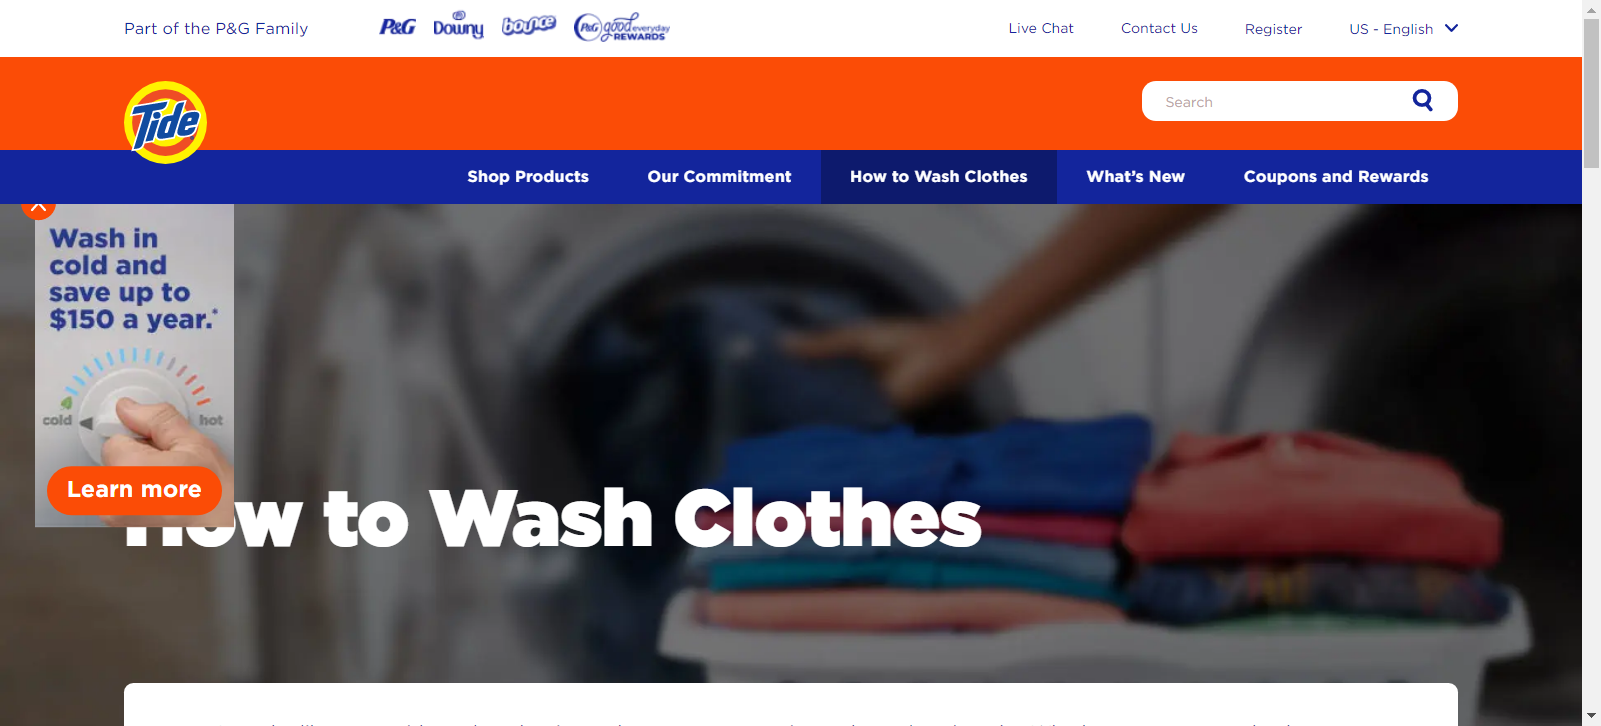 Part of the P&G Family
P&G
Downy
bounce
P&G good everyday
REWARDS
Live Chat
Contact Us
Register
US - English
Tide
Search
Shop Products
Our Commitment
How to Wash Clothes
What's New
Coupons and Rewards
Wash in
cold and
save up to
$150 a year.*
cold
hot
Learn more
How to Wash Clothes